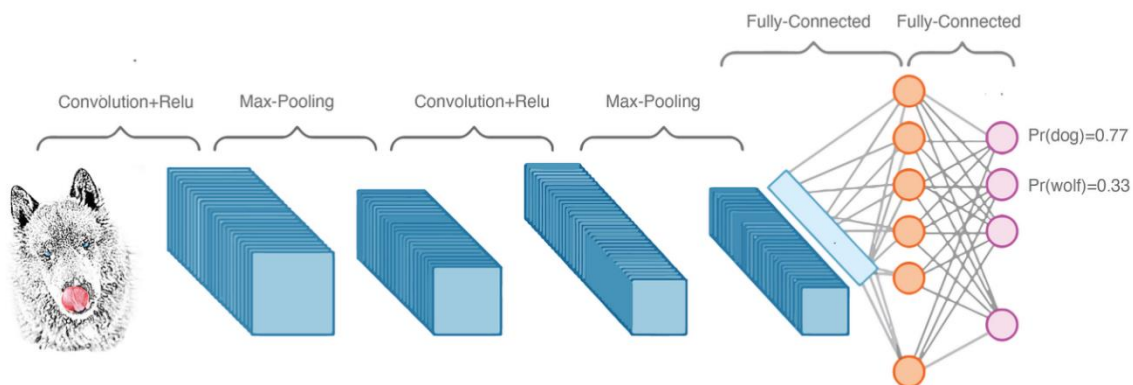 Fully-Connected Fully-Connected
Convolution+Relu Max-Pooling Convolution+Relu Max-Pooling
Pr(dog)=0.77
Pr(wolf)=0.33